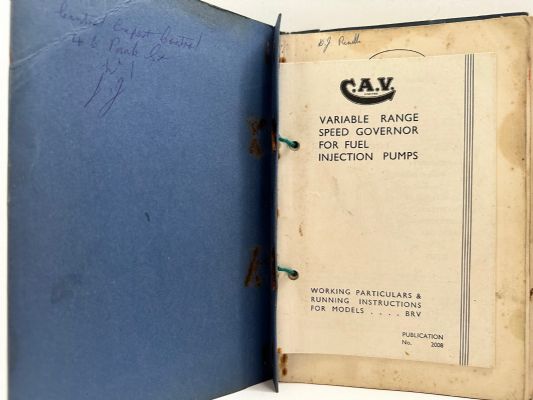 C.A.V.
VARIABLE RANGE
SPEED GOVERNOR
FOR FUEL
INJECTION PUMPS
WORKING PARTICULARS &
RUNNING INSTRUCTIONS
FOR MODELS .... BRV
PUBLICATION
No. 2008